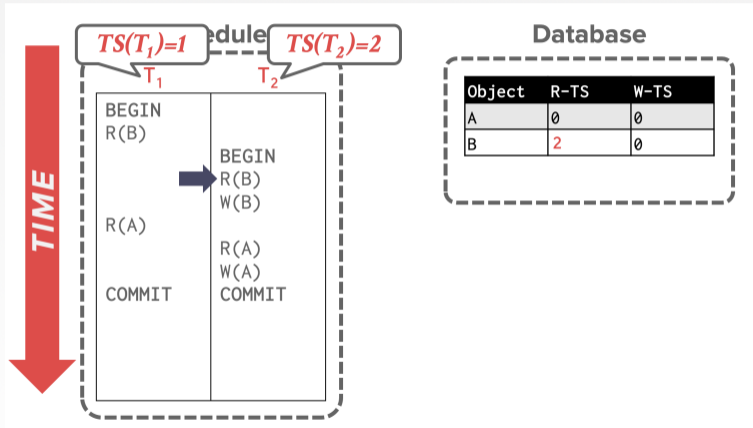 edule
TS(T1)=1
TS(T2)=2
T1
T2
BEGIN
R(B)
BEGIN
R(B)
W(B)
R(A)
R(A)
W(A)
COMMIT
COMMIT
TIME
Database
Object R-TS W-TS
A 0 0
B 2 0